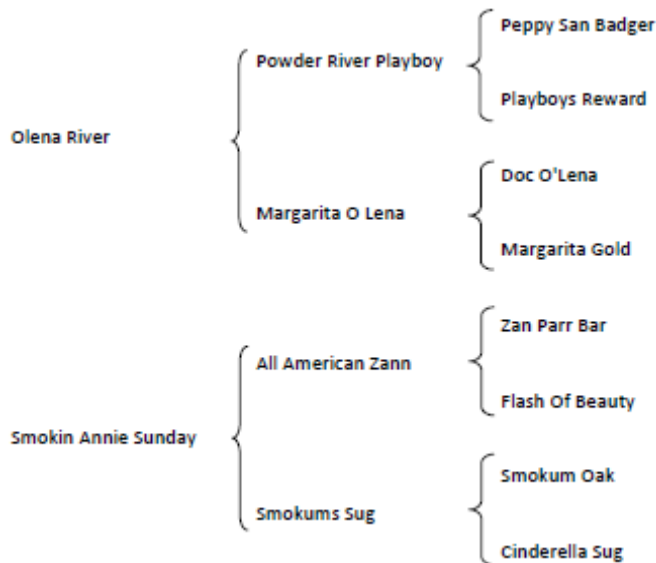 Peppy San Badger
Powder River Playboy
Playboys Reward
Olena River
Doc O'Lena
Margarita O Lena
Margarita Gold
Zan Parr Bar
All American Zann
Flash Of Beauty
Smokin Annie Sunday
Smokum Oak
Smokums Sug
Cinderella Sug